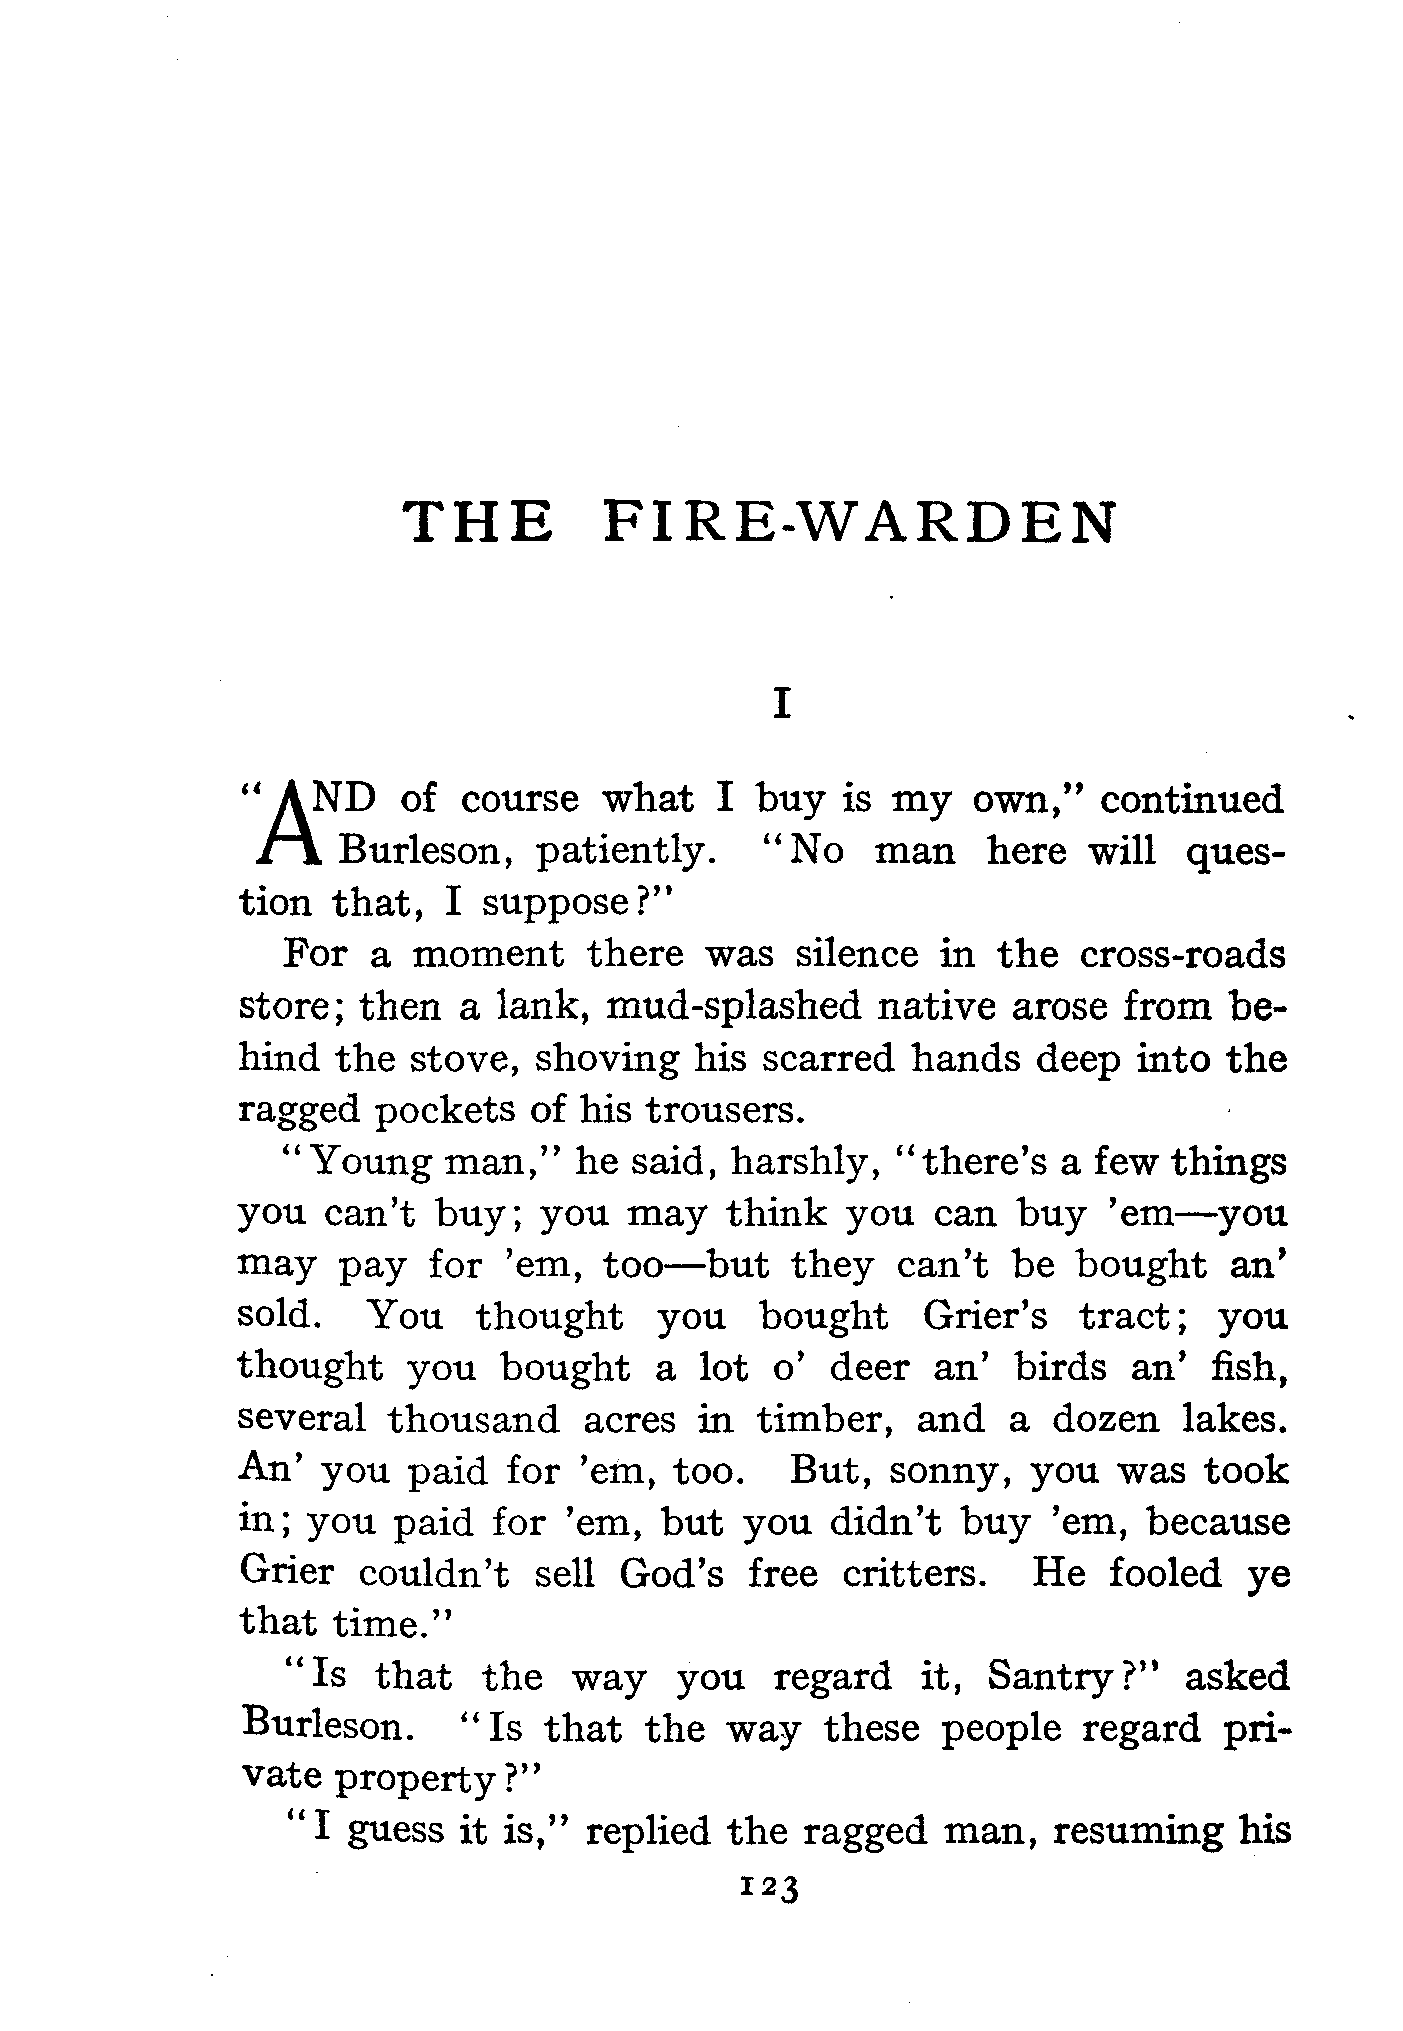 THE FIRE-WARDEN
I
“AND of course what I buy is my own,” continued
Burleson, patiently. “No man here will ques-
tion that, I suppose?”
For a moment there was silence in the cross-roads
store; then a lank, mud-splashed native arose from be-
hind the stove, shoving his scarred hands deep into the
ragged pockets of his trousers.
“Young man,” he said, harshly, “there's a few things
you can't buy; you may think you can buy 'em—you
may pay for 'em, too—but they can't be bought an'
sold. You thought you bought Grier's tract; you
thought you bought a lot o' deer an' birds an' fish,
several thousand acres in timber, and a dozen lakes.
An' you paid for 'em, too. But, sonny, you was took
in; you paid for 'em, but you didn't buy 'em, because
Grier couldn't sell God's free critters. He fooled ye
that time.”
“Is that the way you regard it, Santry?” asked
Burleson. “Is that the way these people regard pri-
vate property?”
“I guess it is,” replied the ragged man, resuming his
123